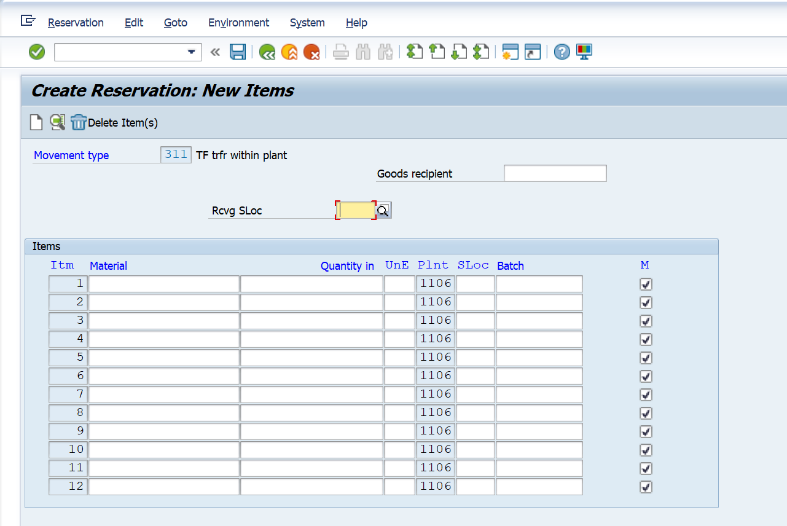 Reservation Edit Goto Environment System Help
Create Reservation: New Items
Delete Item(s)
Movement type 311 TF trfr within plant
Goods recipient
Rcvg SLoc
Items
Itm Material Quantity in UnE Plnt SLoc Batch M
1 1106
2 1106
3 1106
4 1106
5 1106
6 1106
7 1106
8 1106
9 1106
10 1106
11 1106
12 1106